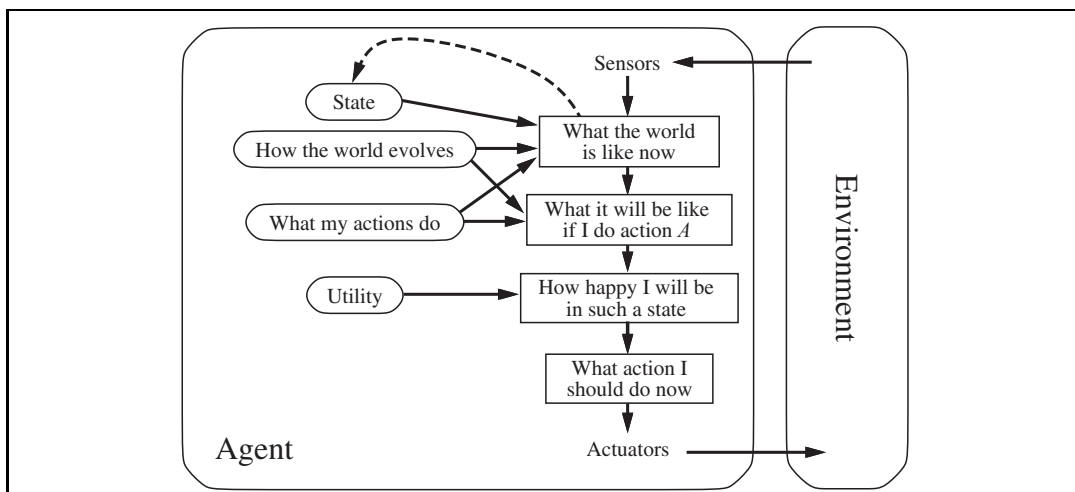 Sensors
State
What the world
is like now
How the world evolves
What it will be like
if I do action A
What my actions do
How happy I will be
in such a state
Utility
What action I
should do now
Agent
Actuators
Environment